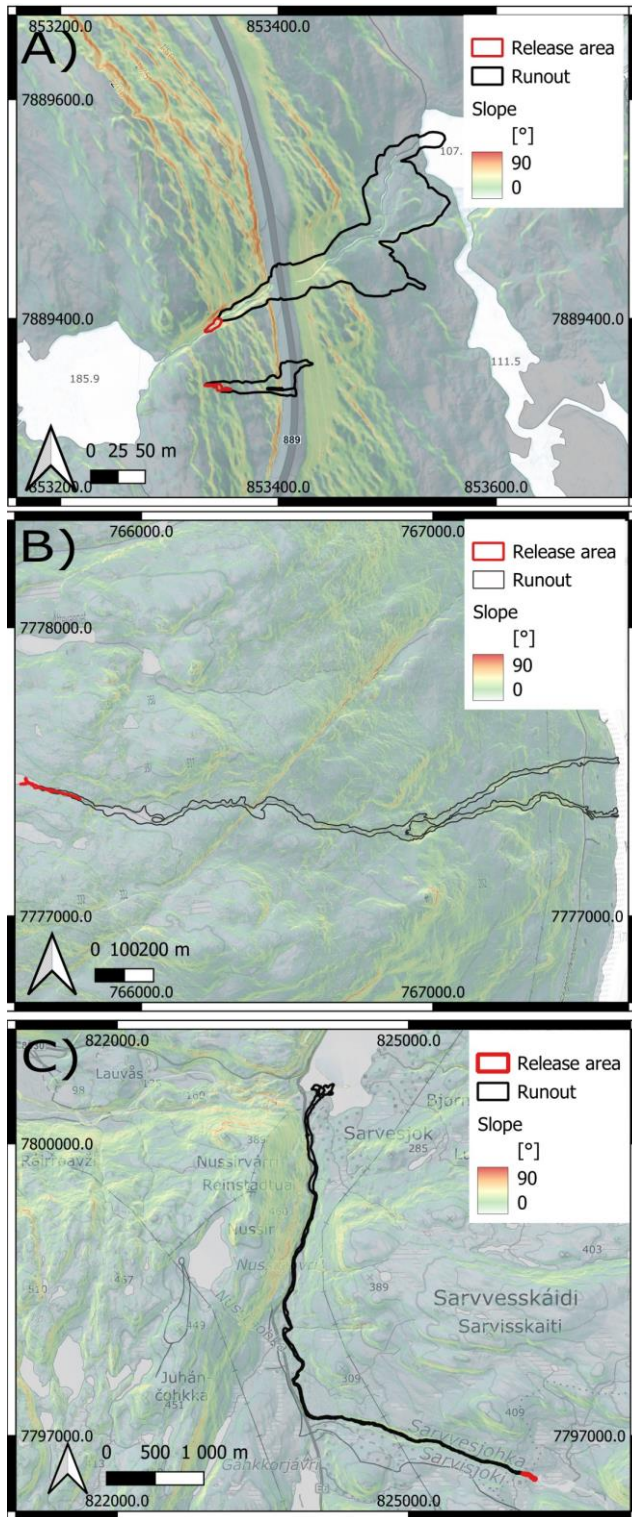 A)
853200.0
853400.0
Release area
Runout
Slope
[°]
90
0
7889600.0
107.
7889400.0
7889400.0
185.9
111.5
0 25 50 m
889
853200.0
853400.0
853600.0
B)
766000.0
767000.0
Release area
Runout
Slope
[°]
90
0
7778000.0
7777000.0
7777000.0
0 100200 m
766000.0
767000.0
C)
822000.0
825000.0
Release area
Runout
Slope
[°]
90
0
Lauvås
98
169
7800000.0
Sarvesjok
285
Nussirvárri
Reinstadtua
Nussir
403
457
389
Sarvvesskáidi
Sarvisskaiti
449
Juhán
čohkka
451
309
409
7797000.0
7797000.0
Sarvvesjohka
Sarvisjoki
Gahkkorjávri
0 500 1 000 m
822000.0
825000.0